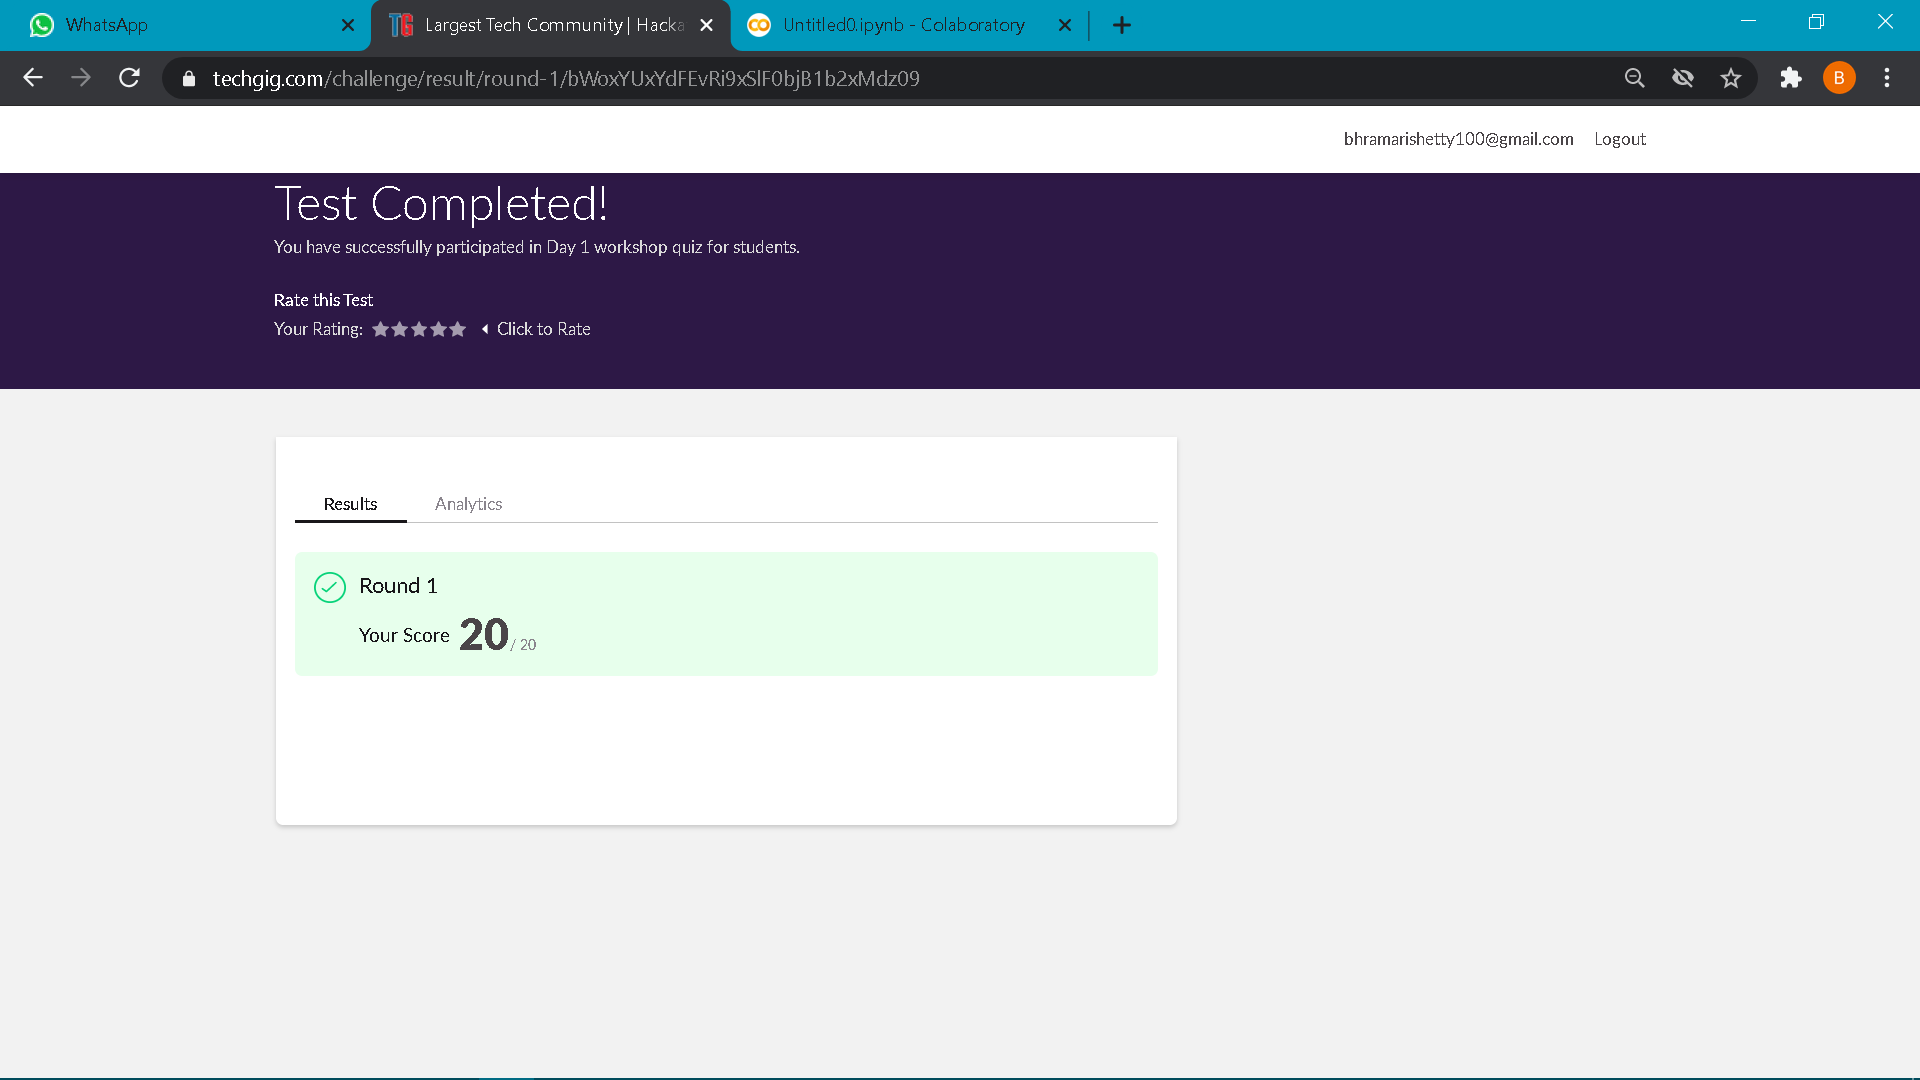 WhatsApp
TG Largest Tech Community | Hacka
Untitled0.ipynb - Colaboratory
techgig.com/challenge/result/round-1/bWoxYUxYdFEvRi9xSlF0bjB1b2xMdz09
B
bhramarishetty100@gmail.com Logout
Test Completed!
You have successfully participated in Day 1 workshop quiz for students.
Rate this Test
Your Rating: Click to Rate
Results Analytics
Round 1
Your Score 20 / 20